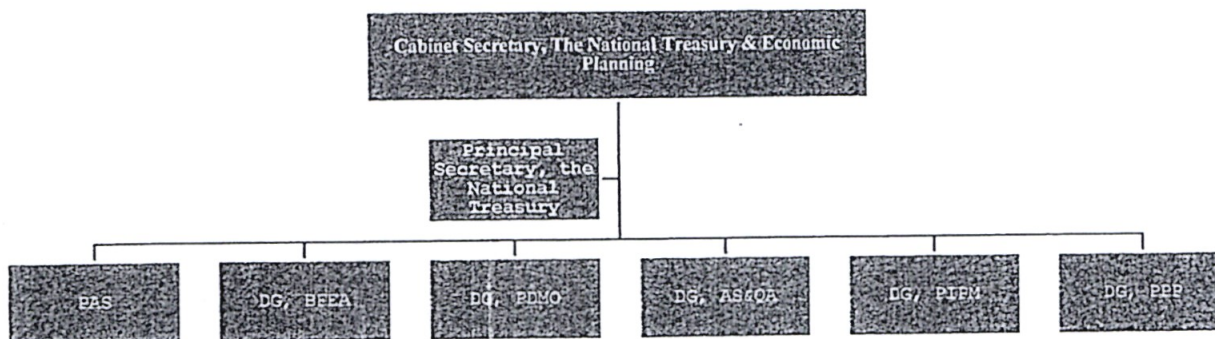 Cabinet Secretary, The National Treasury & Economic
Planning
Principal
Secretary, the
National
Treasury
PAS
DG, BFEA
DG, PDMO
DG, AS&QA
DG, PIPM
DG, PPP